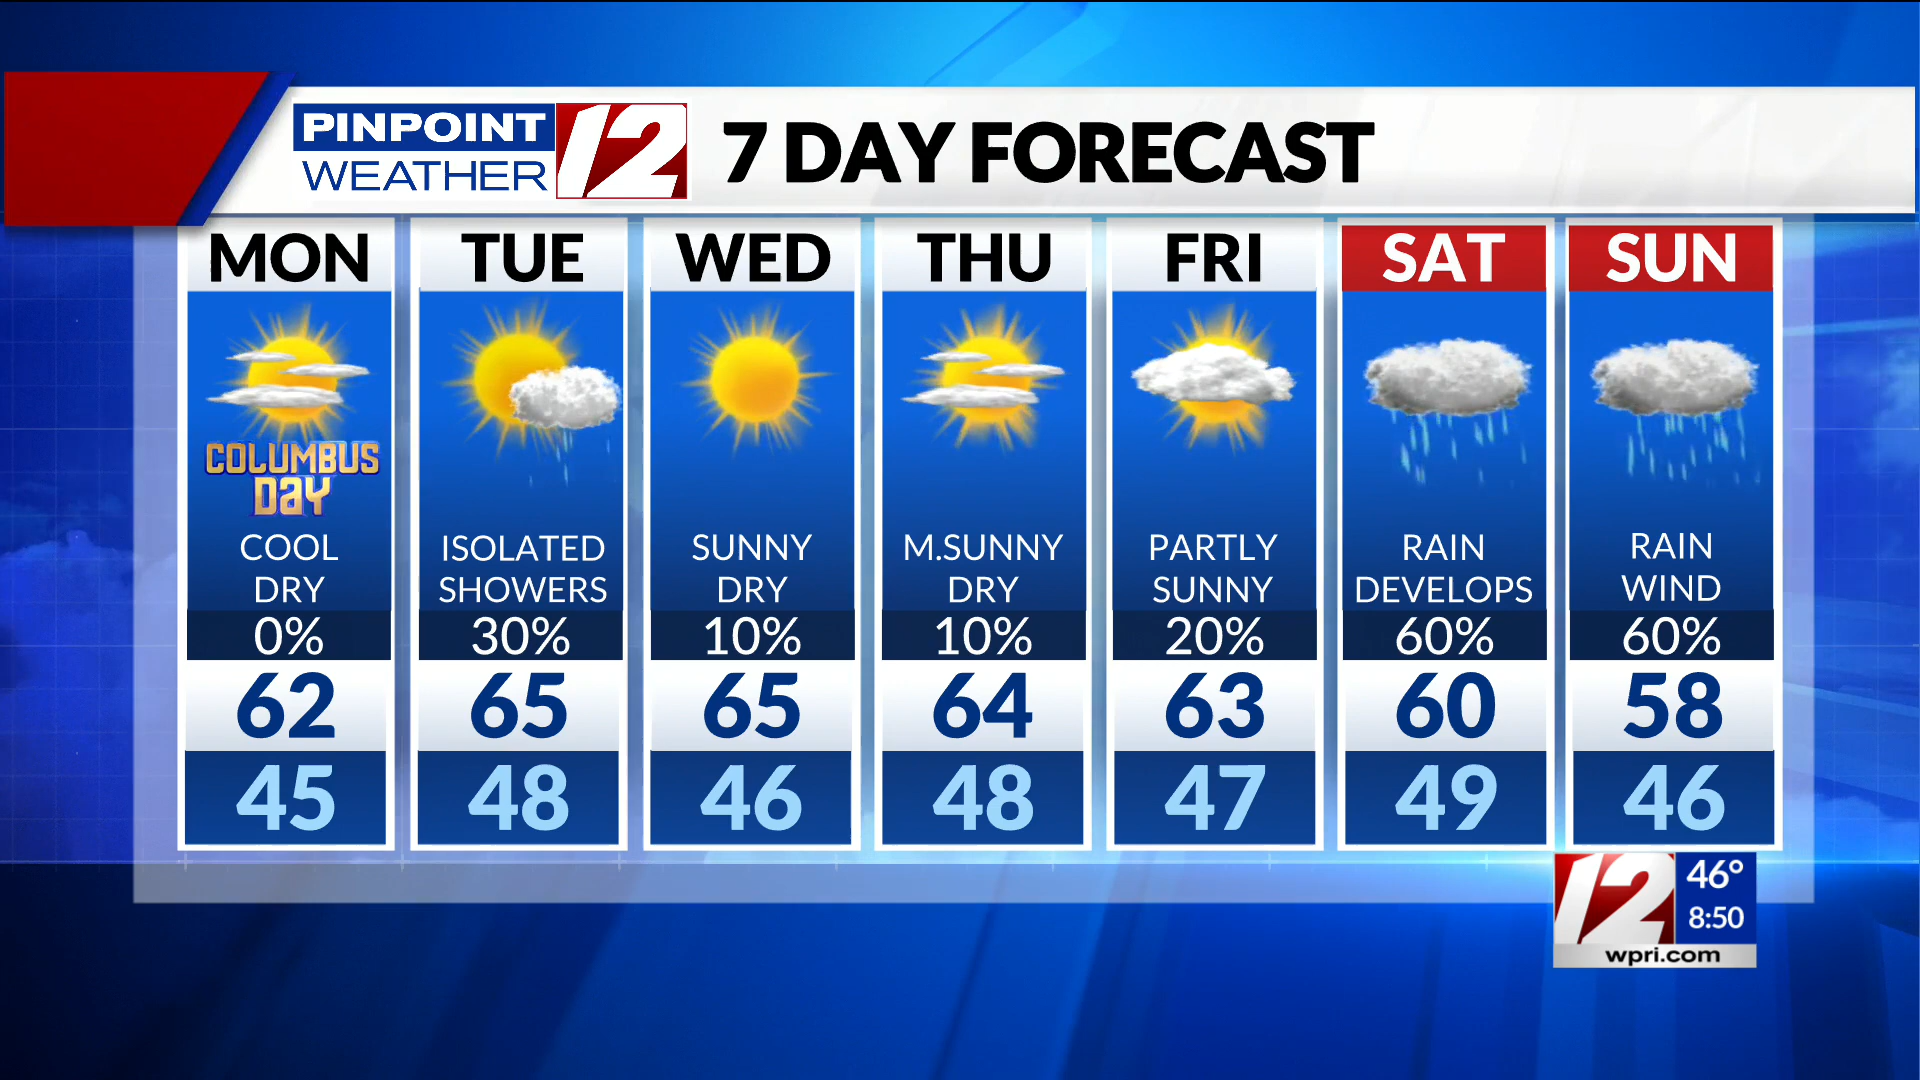 PINPOINT
WEATHER
12
7 DAY FORECAST
MON
COLUMBUS
DAY
COOL
DRY
0%
62
45
TUE
ISOLATED
SHOWERS
30%
65
48
WED
SUNNY
DRY
10%
65
46
THU
M.SUNNY
DRY
10%
64
48
FRI
PARTLY
SUNNY
20%
63
47
SAT
RAIN
DEVELOPS
60%
60
49
SUN
RAIN
WIND
60%
58
46
12
46°
8:50
wpri.com